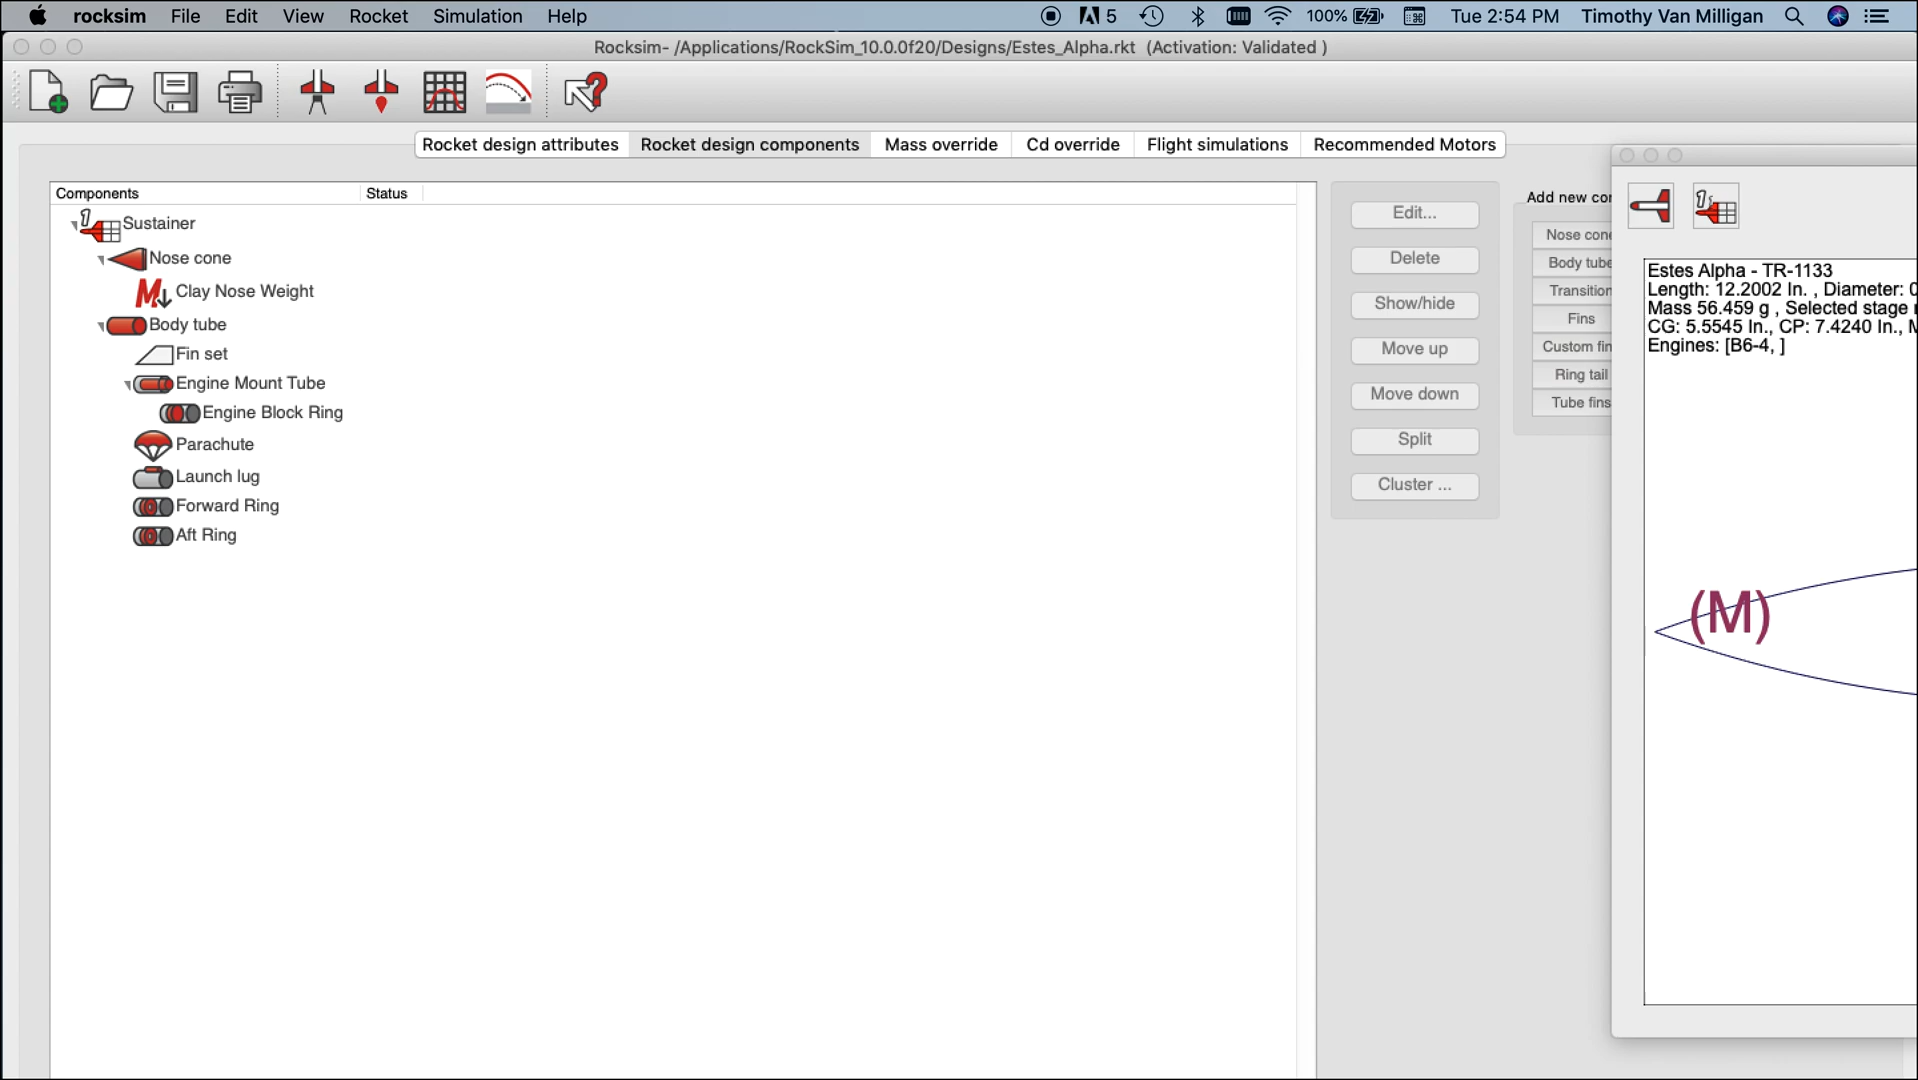 rocksim File Edit View Rocket Simulation Help 5 100% Tue 2:54 PM Timothy Van Milligan
Rocksim- /Applications/RockSim_10.0.0f20/Designs/Estes_Alpha.rkt (Activation: Validated )
Rocket design attributes Rocket design components Mass override Cd override Flight simulations Recommended Motors
Components Status
Sustainer
Nose cone
Clay Nose Weight
Body tube
Fin set
Engine Mount Tube
Engine Block Ring
Parachute
Launch lug
Forward Ring
Aft Ring
Edit...
Delete
Show/hide
Move up
Move down
Split
Cluster ...
Add new cor
Nose cone
Body tube
Transition
Fins
Custom fin
Ring tail
Tube fins
Estes Alpha - TR-1133
Length: 12.2002 In. , Diameter: 0
Mass 56.459 g , Selected stage
CG: 5.5545 In., CP: 7.4240 In., M
Engines: [B6-4, ]
(M)